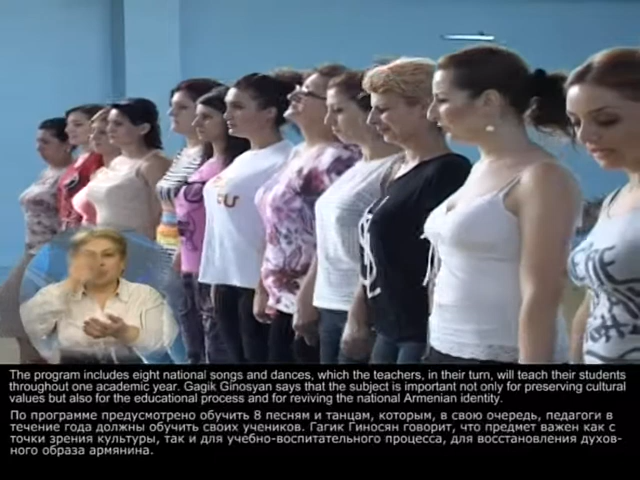 The program includes eight national songs and dances, which the teachers, in their turn, will teach their students
throughout one academic year. Gagik Ginosyan says that the subject is important not only for preserving cultural
values but also for the educational process and for reviving the national Armenian identity.
По программе предусмотрено обучить 8 песням и танцам, которым, в свою очередь, педагоги в
течение года должны обучить своих учеников. Гагик Гиносян говорит, что предмет важен как с
точки зрения культуры, так и для учебно-воспитательного процесса, для восстановления духов-
ного образа армянина.